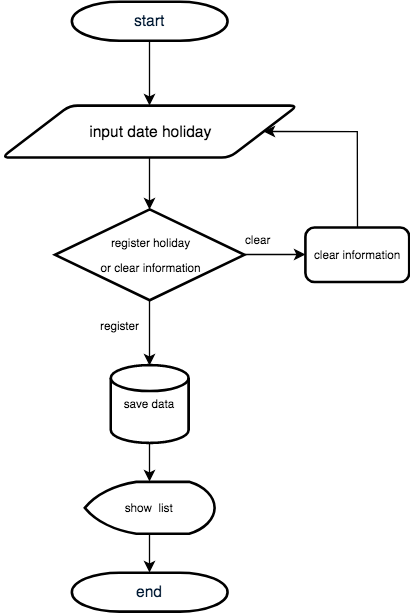 start
input date holiday
register holiday
or clear information
clear
clear information
register
save data
show list
end